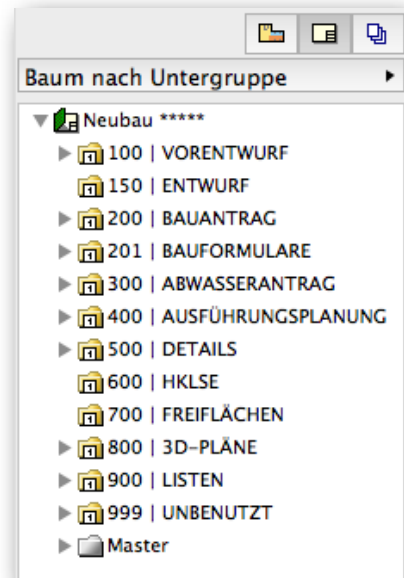 Baum nach Untergruppe
Neubau *****
100 | VORENTWURF
150 | ENTWURF
200 | BAUANTRAG
201 | BAUFORMULARE
300 | ABWASSERANTRAG
400 | AUSFÜHRUNGSPLANUNG
500 | DETAILS
600 | HKLSE
700 | FREIFLÄCHEN
800 | 3D-PLÄNE
900 | LISTEN
999 | UNBENUTZT
Master